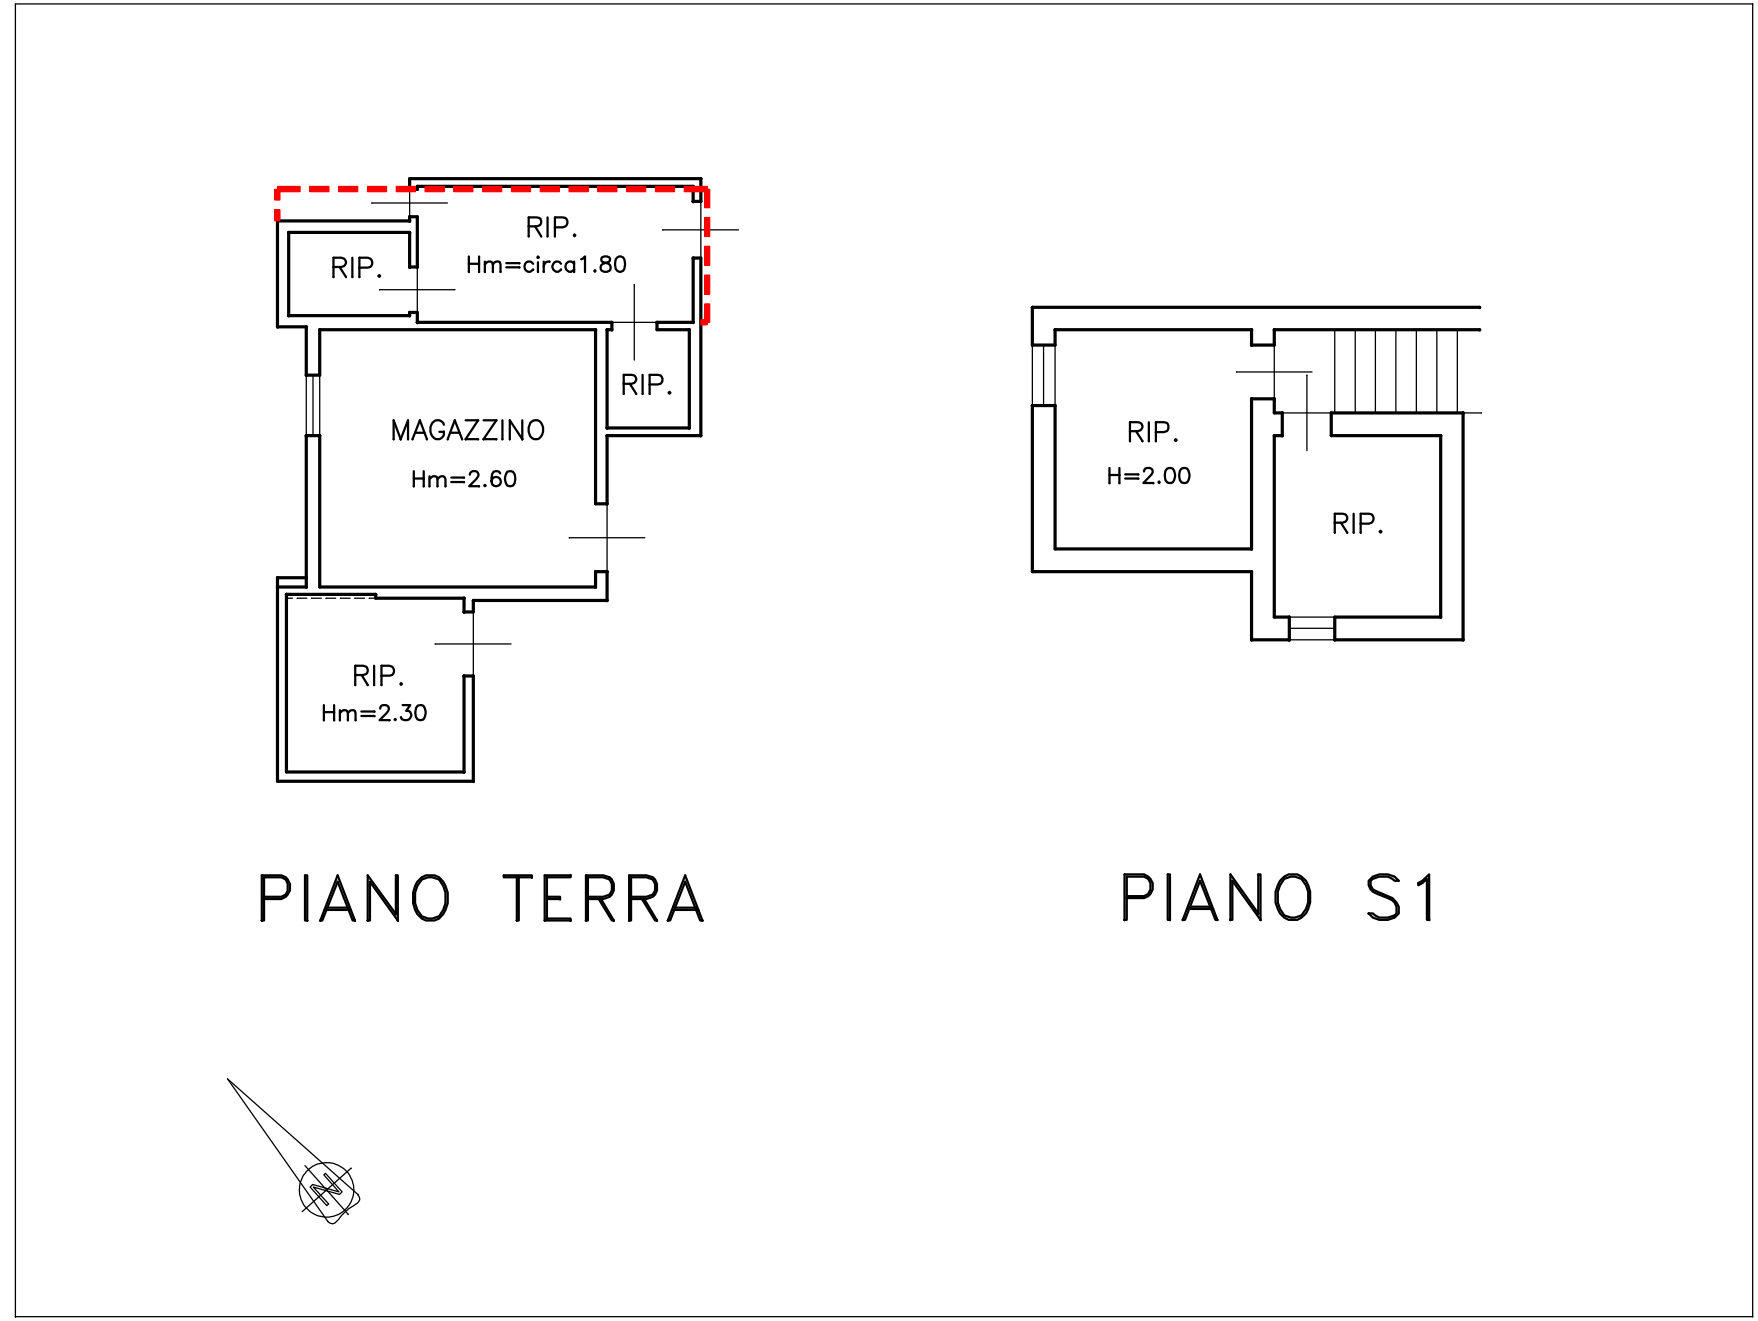 RIP.
Hm=circa1.80
RIP.
RIP.
MAGAZZINO
Hm=2.60
RIP.
Hm=2.30
PIANO TERRA
RIP.
H=2.00
RIP.
PIANO S1
N